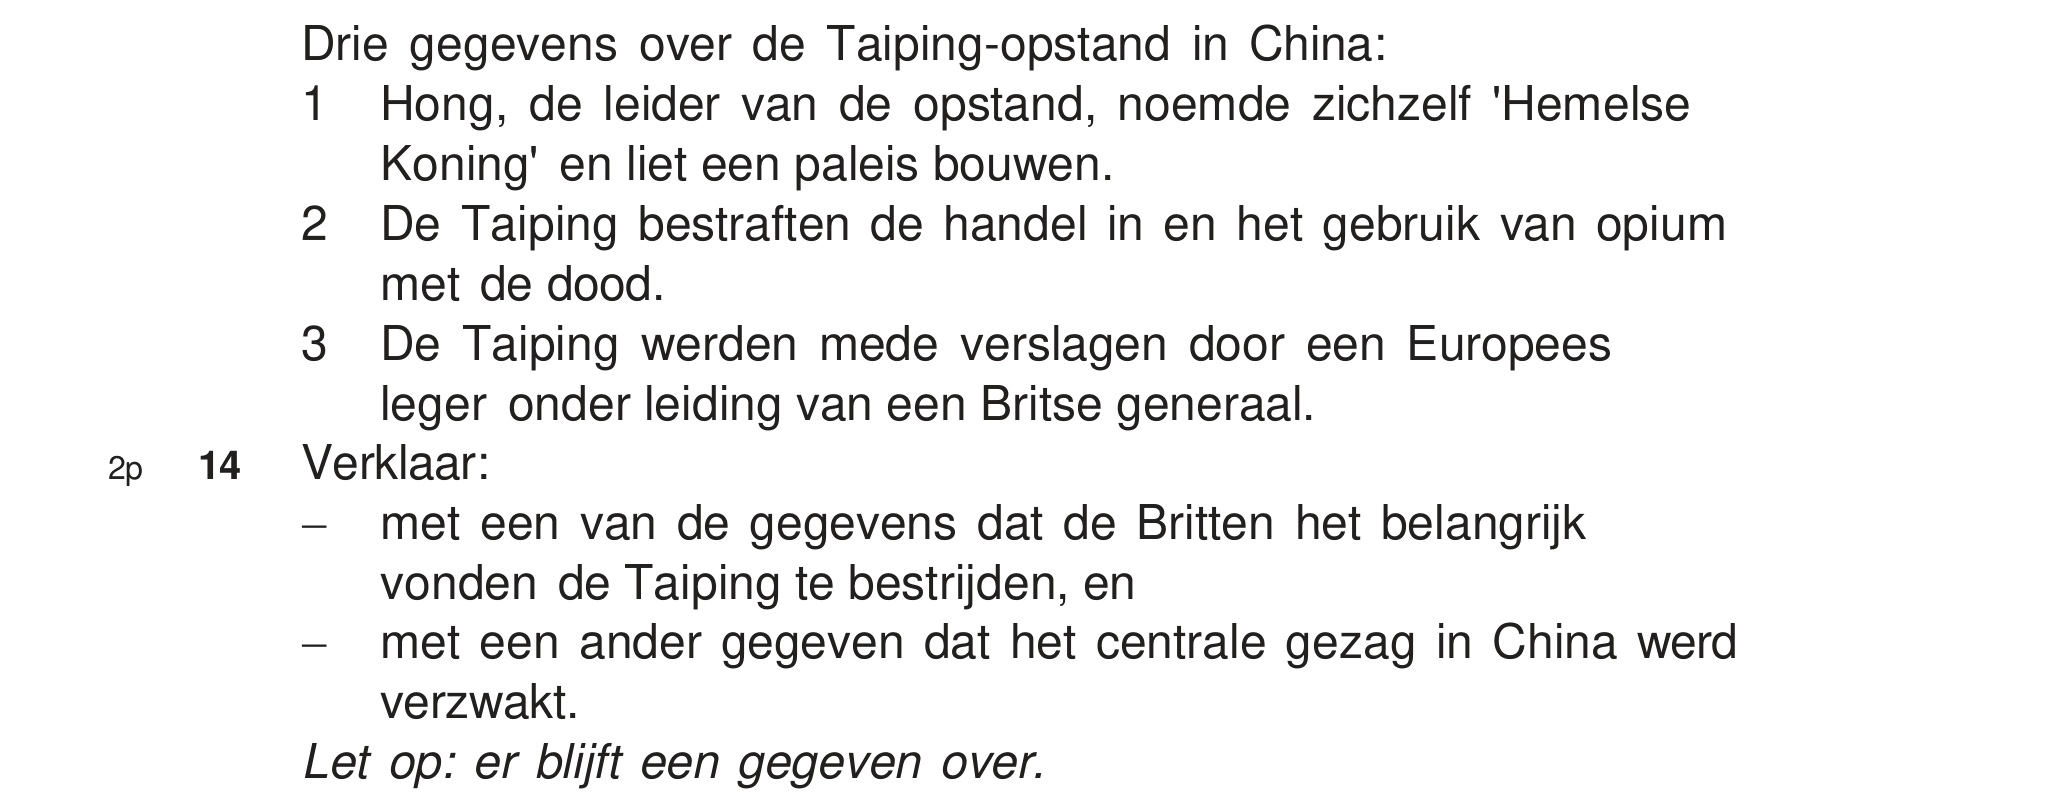 Drie gegevens over de Taiping-opstand in China:
1 Hong, de leider van de opstand, noemde zichzelf 'Hemelse
Koning' en liet een paleis bouwen.
2 De Taiping bestraften de handel in en het gebruik van opium
met de dood.
3 De Taiping werden mede verslagen door een Europees
leger onder leiding van een Britse generaal.
2p 14 Verklaar:
– met een van de gegevens dat de Britten het belangrijk
vonden de Taiping te bestrijden, en
– met een ander gegeven dat het centrale gezag in China werd
verzwakt.
Let op: er blijft een gegeven over.